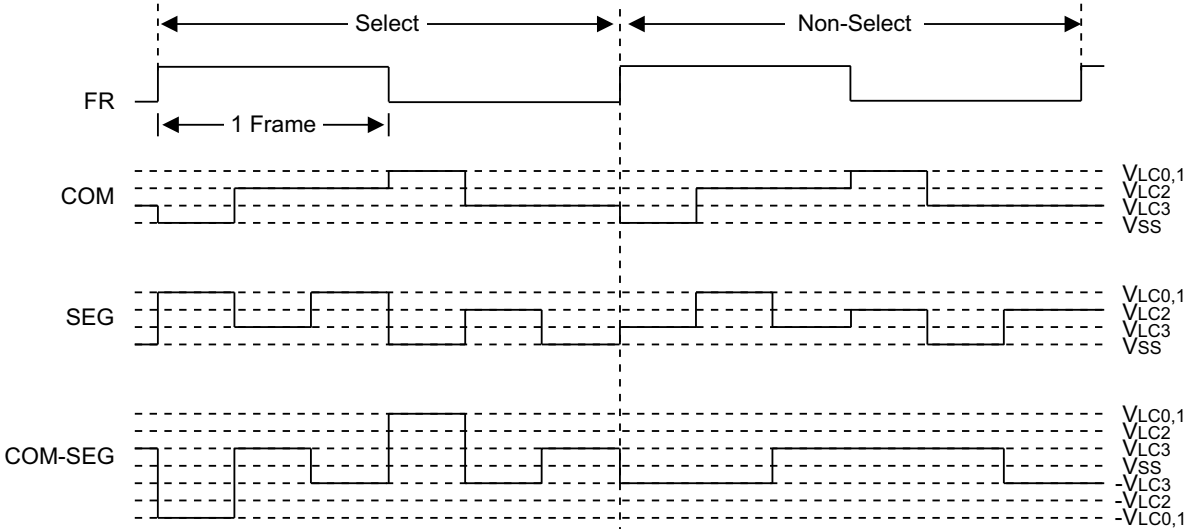 Select
Non-Select
FR
1 Frame
COM
VLC0,1
VLC2
VLC3
VSS
SEG
VLC0,1
VLC2
VLC3
VSS
COM-SEG
VLC0,1
VLC2
VLC3
VSS
-VLC3
-VLC2
-VLC0,1